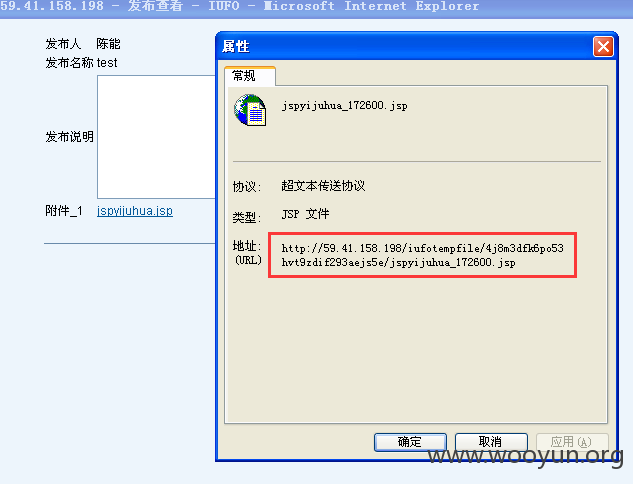 59.41.158.198 - 发布查看 - IUFO - Microsoft Internet Explorer
发布人 陈能
发布名称 test
发布说明
附件_1 jspyijuhua.jsp
属性
常规
jspyijuhua_172600.jsp
协议: 超文本传送协议
类型: JSP 文件
地址: (URL)
http://59.41.158.198/iufotempfile/4j8m3dfk6po53
hvt9zdif293aejs5e/jspyijuhua_172600.jsp
确定 取消 应用(A)
www.wooyun.org